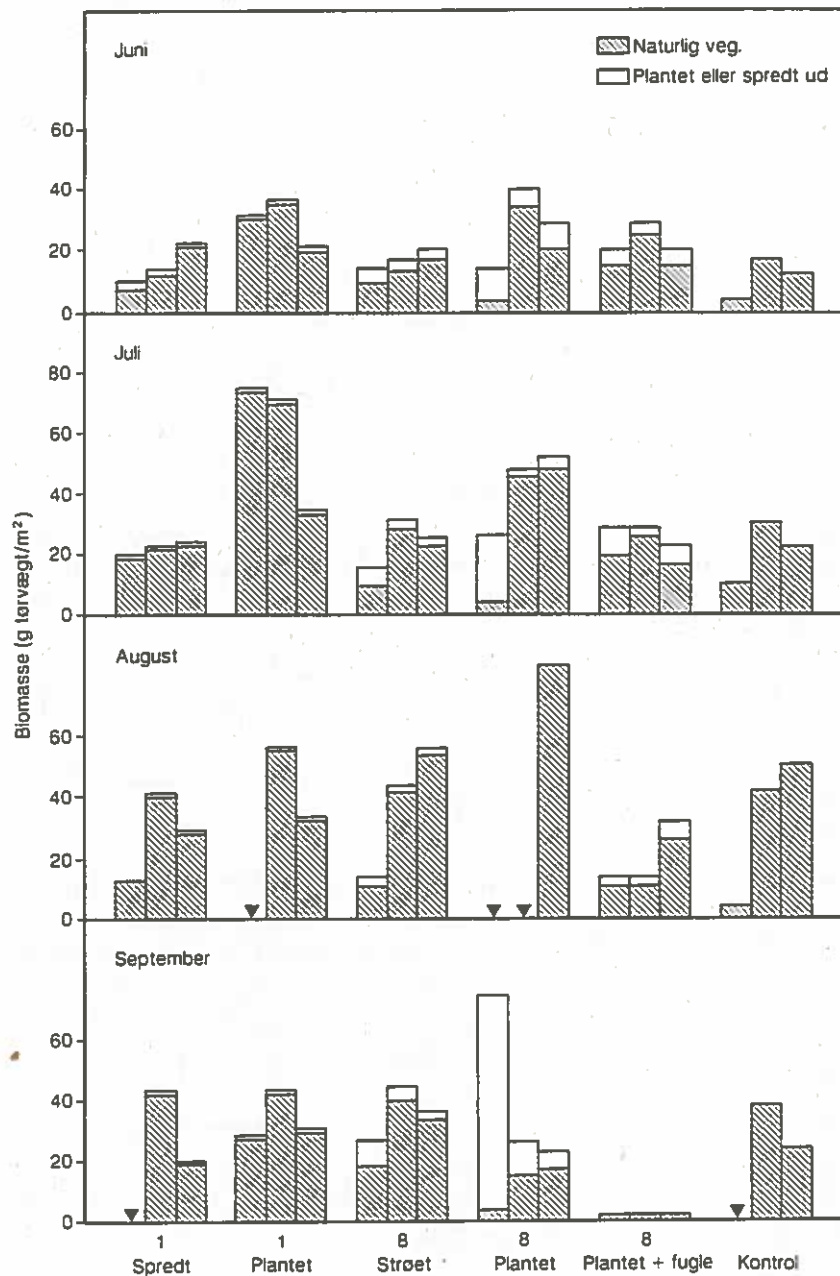 Juni
Naturlig veg.
Plantet eller spredt ud
60
40
20
0
Juli
80
60
40
20
0
Biomasse (g tørvægt/m²)
August
60
40
20
0
September
60
40
20
0
1 1 8 8 8
Spredt Plantet Strøet Plantet Plantet + fugle Kontrol